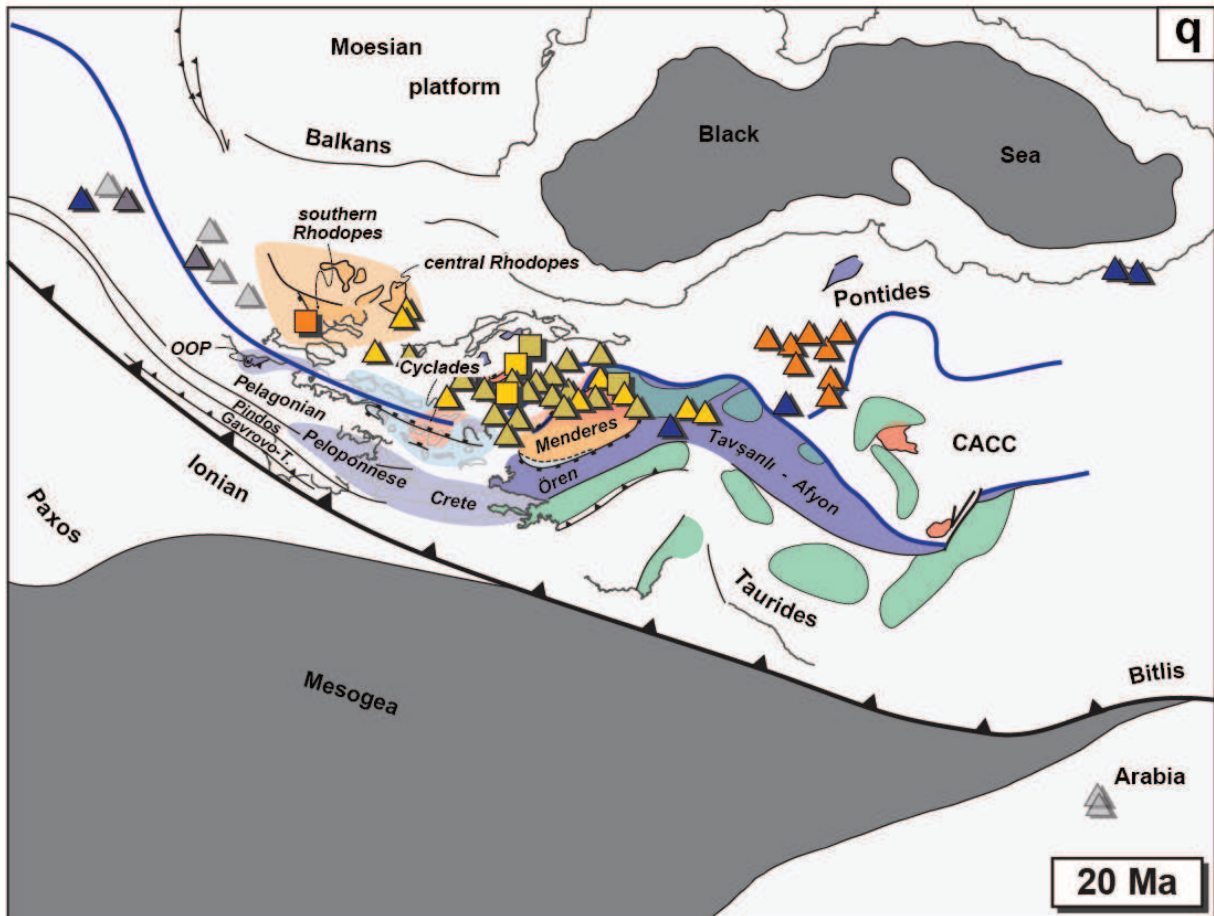 q
Moesian
platform
Balkans
Black
Sea
southern
Rhodopes
central Rhodopes
Pontides
OOP
Cyclades
Pelagonian
Pindos
Gavrovo-T.
Peloponnese
Menderes
CACC
Ionian
Crete
Ören
Tavşanlı - Afyon
Paxos
Taurides
Mesogea
Bitlis
Arabia
20 Ma